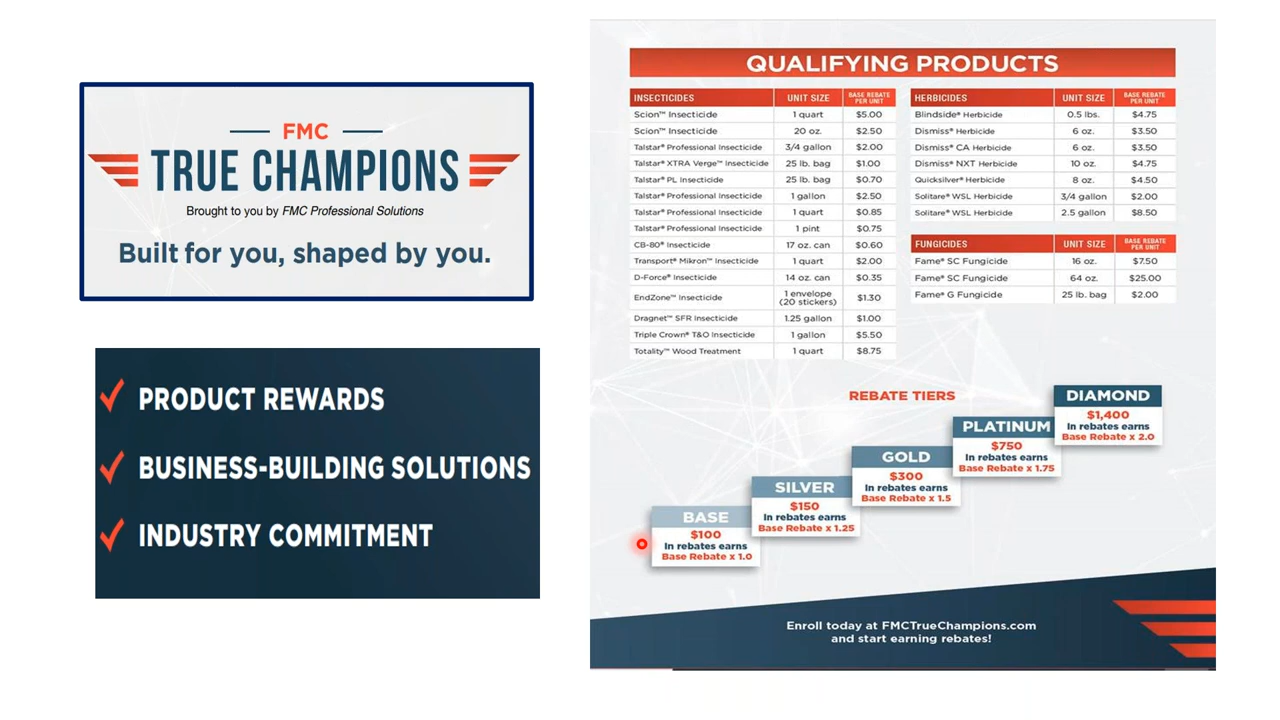 FMC
TRUE CHAMPIONS
Brought to you by FMC Professional Solutions
Built for you, shaped by you.
PRODUCT REWARDS
BUSINESS-BUILDING SOLUTIONS
INDUSTRY COMMITMENT
QUALIFYING PRODUCTS
INSECTICIDES UNIT SIZE BASE REBATE PER UNIT
Scion™ Insecticide 1 quart $5.00
Scion™ Insecticide 20 oz. $2.50
Talstar® Professional Insecticide 3/4 gallon $2.00
Talstar® XTRA Verge™ Insecticide 25 lb. bag $1.00
Talstar® PL Insecticide 25 lb. bag $0.70
Talstar® Professional Insecticide 1 gallon $2.50
Talstar® Professional Insecticide 1 quart $0.85
Talstar® Professional Insecticide 1 pint $0.75
CB-80® Insecticide 17 oz. can $0.60
Transport® Mikron™ Insecticide 1 quart $2.00
D-Force® Insecticide 14 oz. can $0.35
EndZone™ Insecticide 1 envelope (20 stickers) $1.30
Dragnet™ SFR Insecticide 1.25 gallon $1.00
Triple Crown® T&O Insecticide 1 gallon $5.50
Totality™ Wood Treatment 1 quart $8.75
HERBICIDES UNIT SIZE BASE REBATE PER UNIT
Blindside® Herbicide 0.5 lbs. $4.75
Dismiss® Herbicide 6 oz. $3.50
Dismiss® CA Herbicide 6 oz. $3.50
Dismiss® NXT Herbicide 10 oz. $4.75
Quicksilver® Herbicide 8 oz. $4.50
Solitare® WSL Herbicide 3/4 gallon $2.00
Solitare® WSL Herbicide 2.5 gallon $8.50
FUNGICIDES UNIT SIZE BASE REBATE PER UNIT
Fame® SC Fungicide 16 oz. $7.50
Fame® SC Fungicide 64 oz. $25.00
Fame® G Fungicide 25 lb. bag $2.00
REBATE TIERS
BASE
$100
In rebates earns
Base Rebate x 1.0
SILVER
$150
In rebates earns
Base Rebate x 1.25
GOLD
$300
In rebates earns
Base Rebate x 1.5
PLATINUM
$750
In rebates earns
Base Rebate x 1.75
DIAMOND
$1,400
In rebates earns
Base Rebate x 2.0
Enroll today at FMCTrueChampions.com
and start earning rebates!